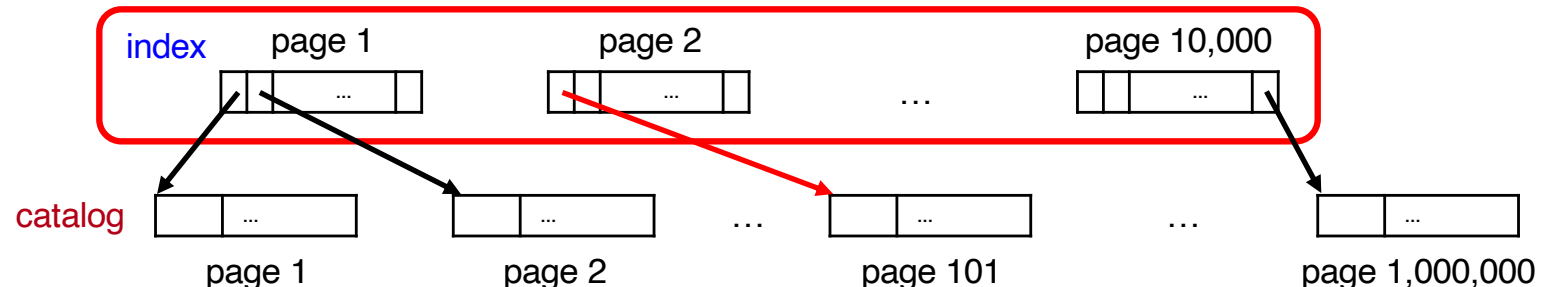 index page 1 page 2 page 10,000
... ... ... ...
catalog ... ... ... ... ... ...
page 1 page 2 page 101 page 1,000,000